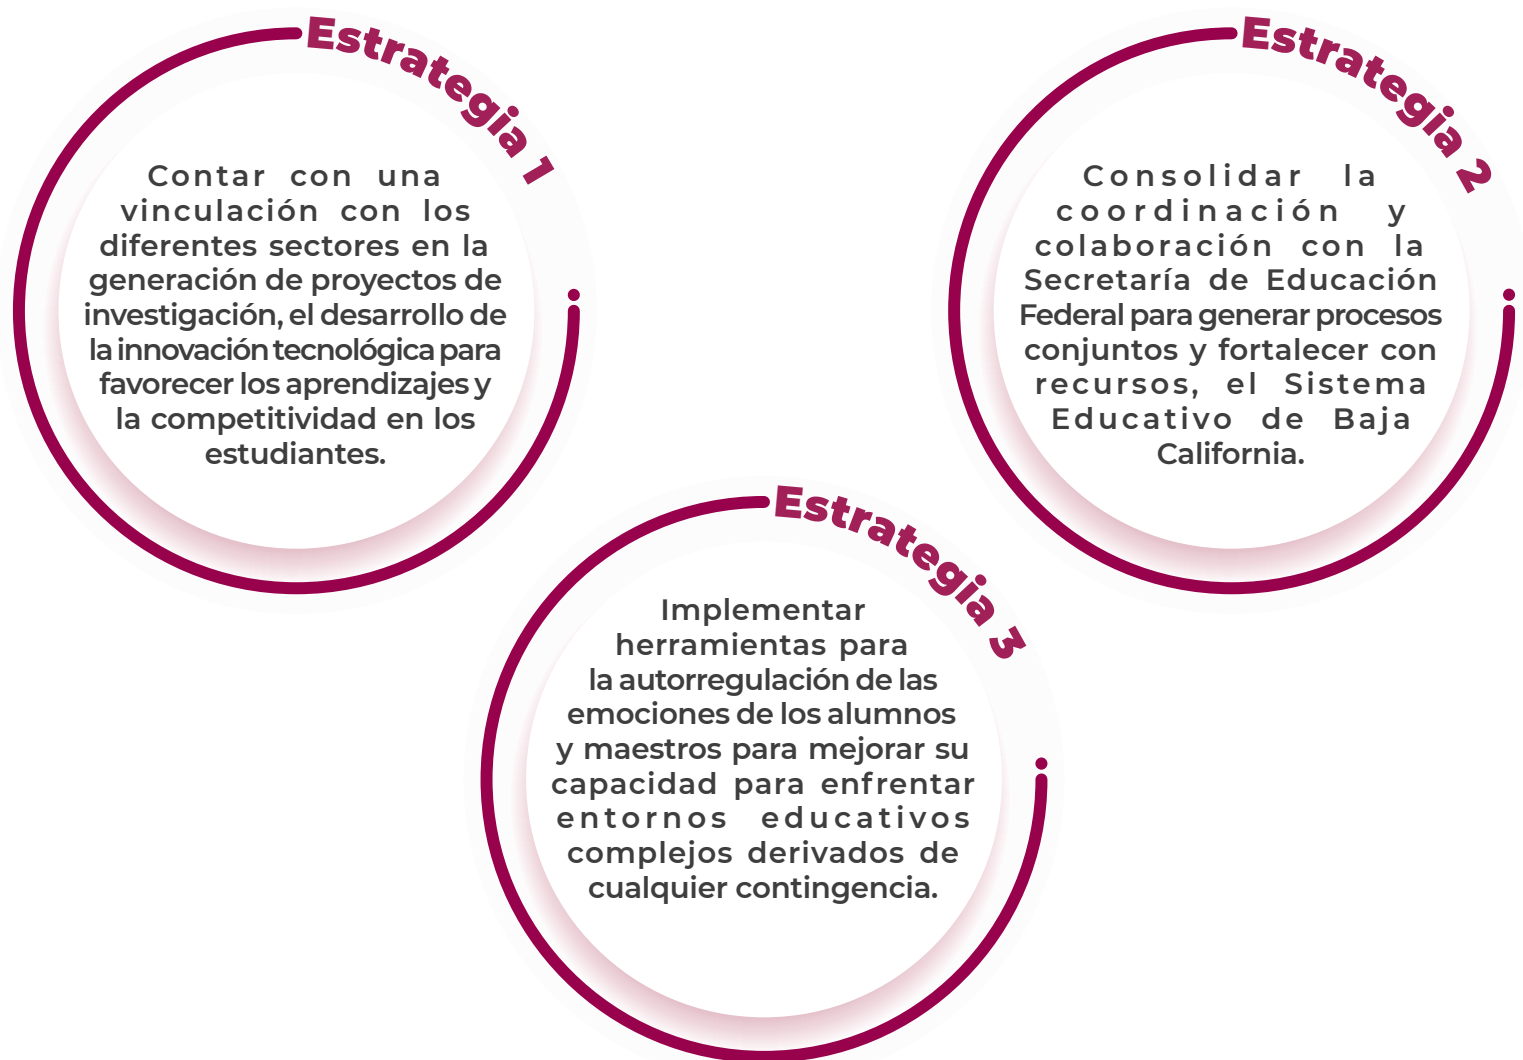 Estrategia 1
Contar con una
vinculación con los
diferentes sectores en la
generación de proyectos de
investigación, el desarrollo de
la innovación tecnológica para
favorecer los aprendizajes y
la competitividad en los
estudiantes.
Estrategia 2
Consolidar la
coordinación y
colaboración con la
Secretaría de Educación
Federal para generar procesos
conjuntos y fortalecer con
recursos, el Sistema
Educativo de Baja
California.
Estrategia 3
Implementar
herramientas para
la autorregulación de las
emociones de los alumnos
y maestros para mejorar su
capacidad para enfrentar
entornos educativos
complejos derivados de
cualquier contingencia.